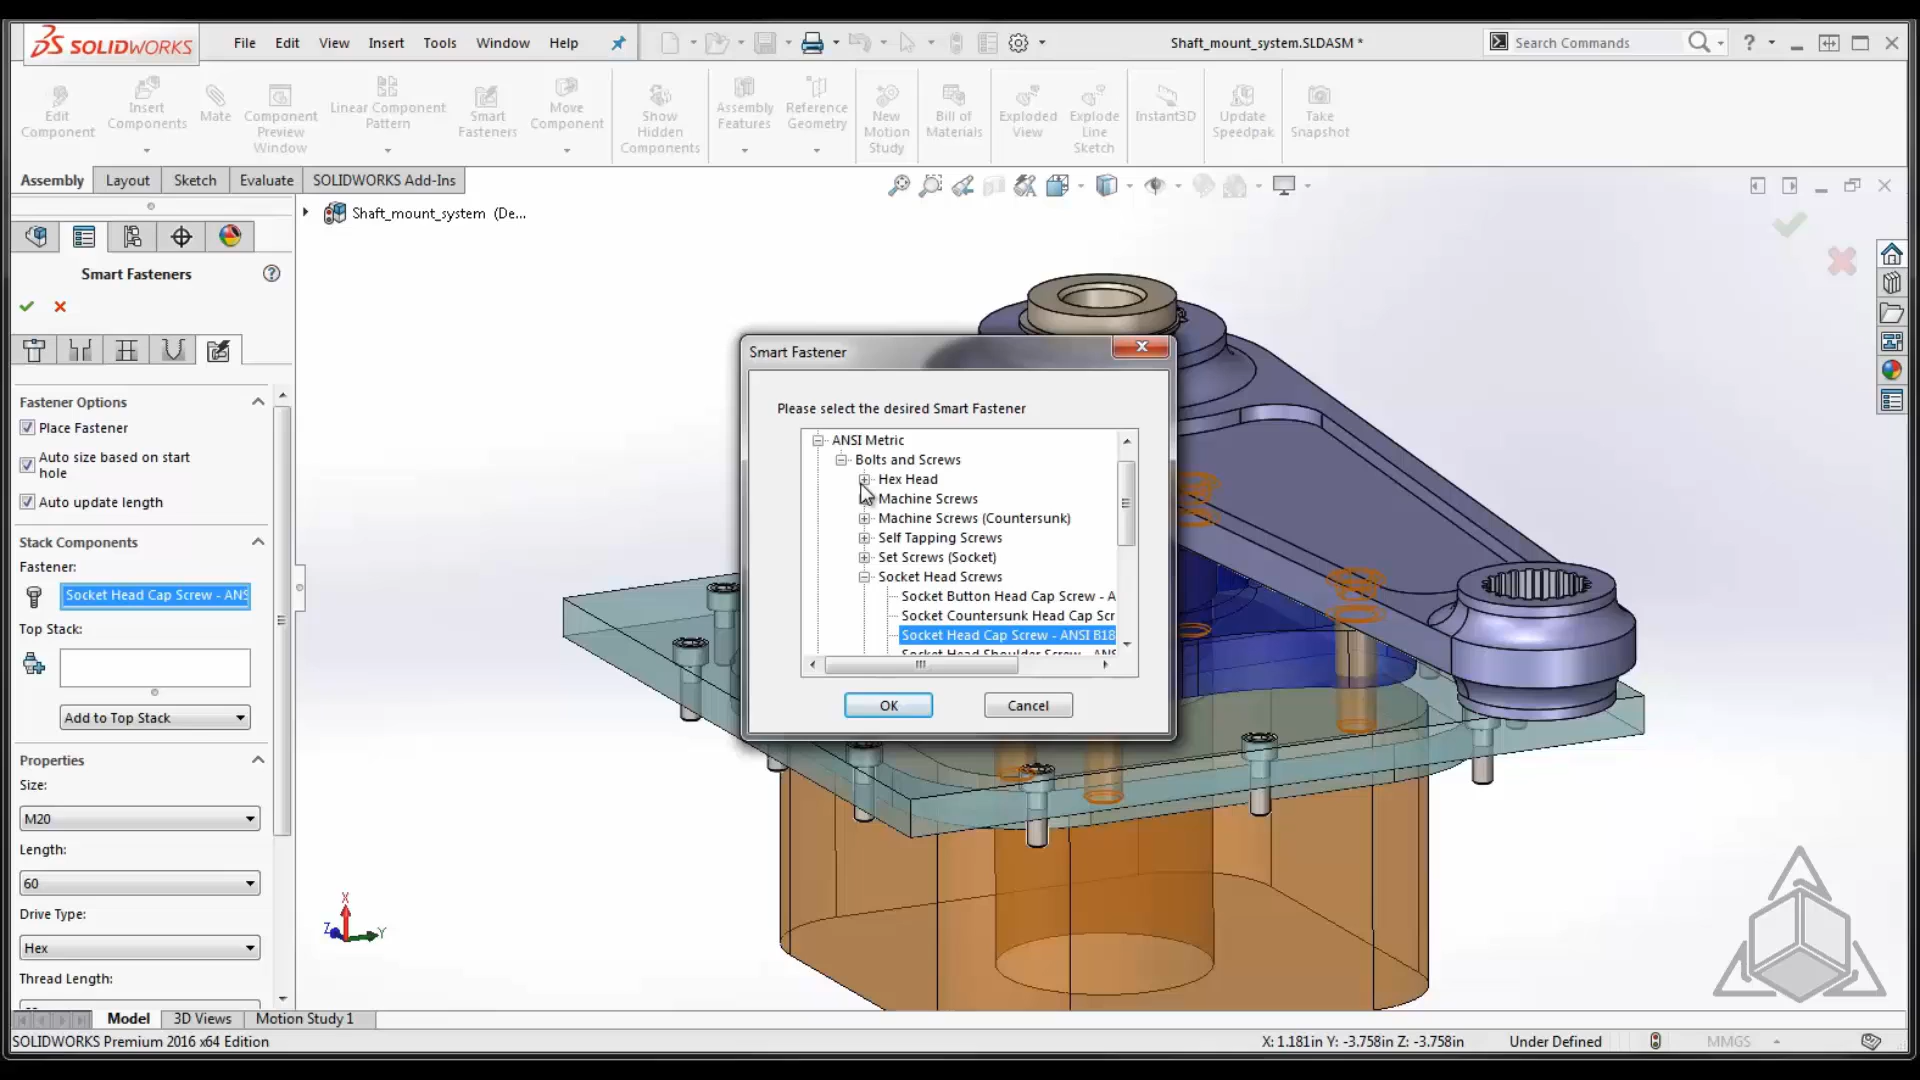 SOLIDWORKS
File Edit View Insert Tools Window Help
Shaft_mount_system.SLDASM *
Search Commands
Edit Component
Insert Components
Mate
Component Preview Window
Linear Component Pattern
Smart Fasteners
Move Component
Show Hidden Components
Assembly Features
Reference Geometry
New Motion Study
Bill of Materials
Exploded View
Explode Line Sketch
Instant3D
Update Speedpak
Take Snapshot
Assembly Layout Sketch Evaluate SOLIDWORKS Add-Ins
Shaft_mount_system (De...
Smart Fasteners
Fastener Options
Place Fastener
Auto size based on start
hole
Auto update length
Stack Components
Fastener:
Socket Head Cap Screw - ANS
Top Stack:
Add to Top Stack
Properties
Size:
M20
Length:
60
Drive Type:
Hex
Thread Length:
Smart Fastener
Please select the desired Smart Fastener
ANSI Metric
Bolts and Screws
Hex Head
Machine Screws
Machine Screws (Countersunk)
Self Tapping Screws
Set Screws (Socket)
Socket Head Screws
Socket Button Head Cap Screw - A
Socket Countersunk Head Cap Scr
Socket Head Cap Screw - ANSI B18
Socket Head Shoulder Screw - ANS
OK Cancel
X
Z
Y
Model 3D Views Motion Study 1
SOLIDWORKS Premium 2016 x64 Edition
X: 1.181in Y: -3.758in Z: -3.758in Under Defined MMGS